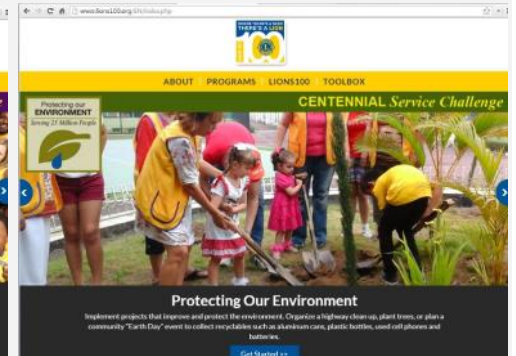 www.lions100.org
WHERE THERE'S A NEED
THERE'S A LION
100
ABOUT PROGRAMS LIONS100 TOOLBOX
CENTENNIAL Service Challenge
Protecting our
ENVIRONMENT
Serving 25 Million People
Protecting Our Environment
Implement projects that improve and protect the environment. Organize a highway clean up, plant trees, or plan a
community "Earth Day" event to collect recyclables such as aluminum cans, plastic bottles, used cell phones and
batteries.
Get Started >>